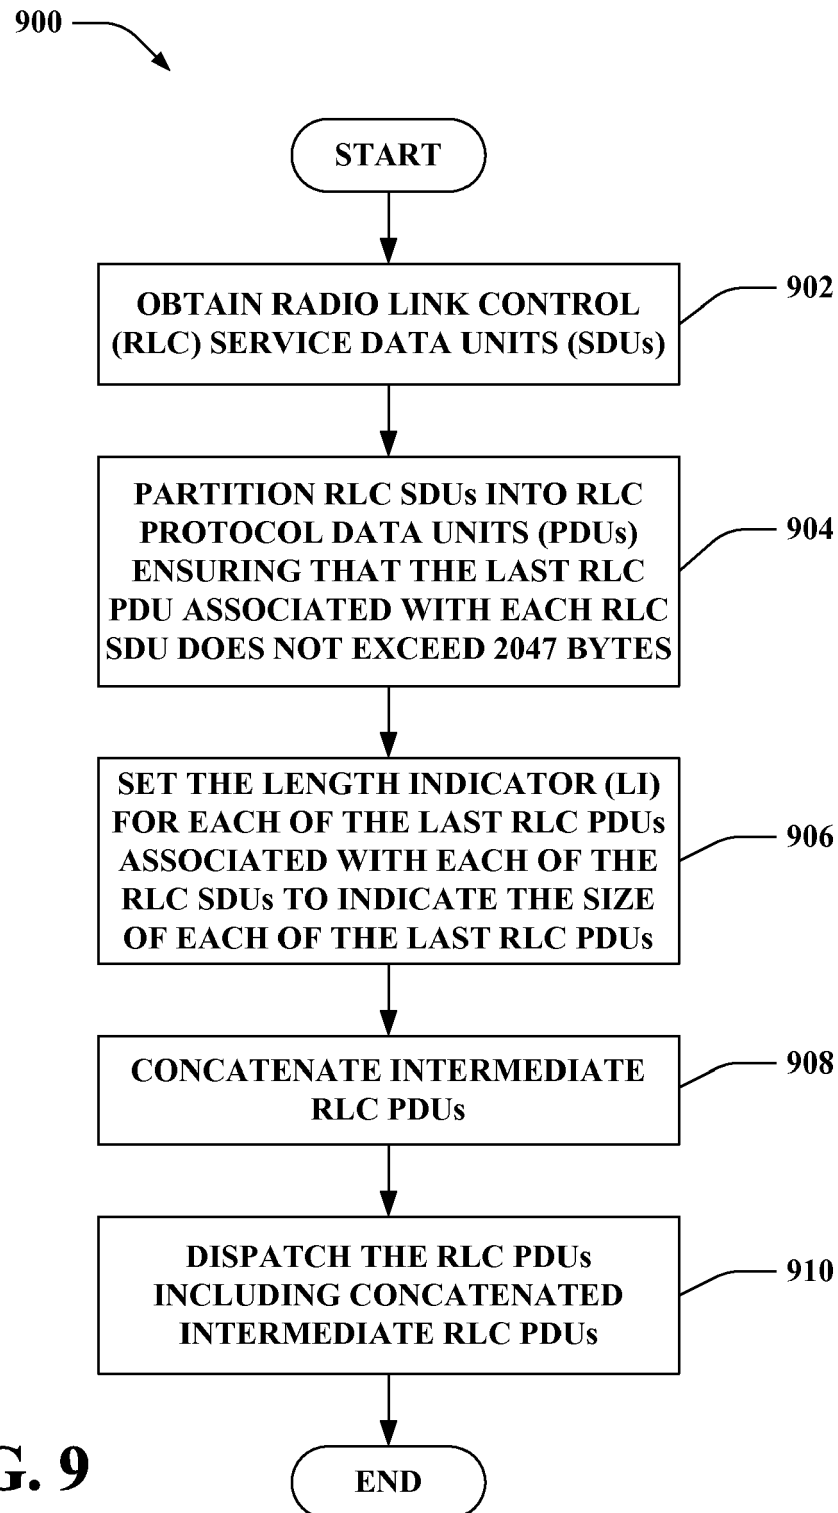 900
START
OBTAIN RADIO LINK CONTROL
(RLC) SERVICE DATA UNITS (SDUs)
902
PARTITION RLC SDUs INTO RLC
PROTOCOL DATA UNITS (PDUs)
ENSURING THAT THE LAST RLC
PDU ASSOCIATED WITH EACH RLC
SDU DOES NOT EXCEED 2047 BYTES
904
SET THE LENGTH INDICATOR (LI)
FOR EACH OF THE LAST RLC PDUs
ASSOCIATED WITH EACH OF THE
RLC SDUs TO INDICATE THE SIZE
OF EACH OF THE LAST RLC PDUs
906
CONCATENATE INTERMEDIATE
RLC PDUs
908
DISPATCH THE RLC PDUs
INCLUDING CONCATENATED
INTERMEDIATE RLC PDUs
910
END
G. 9